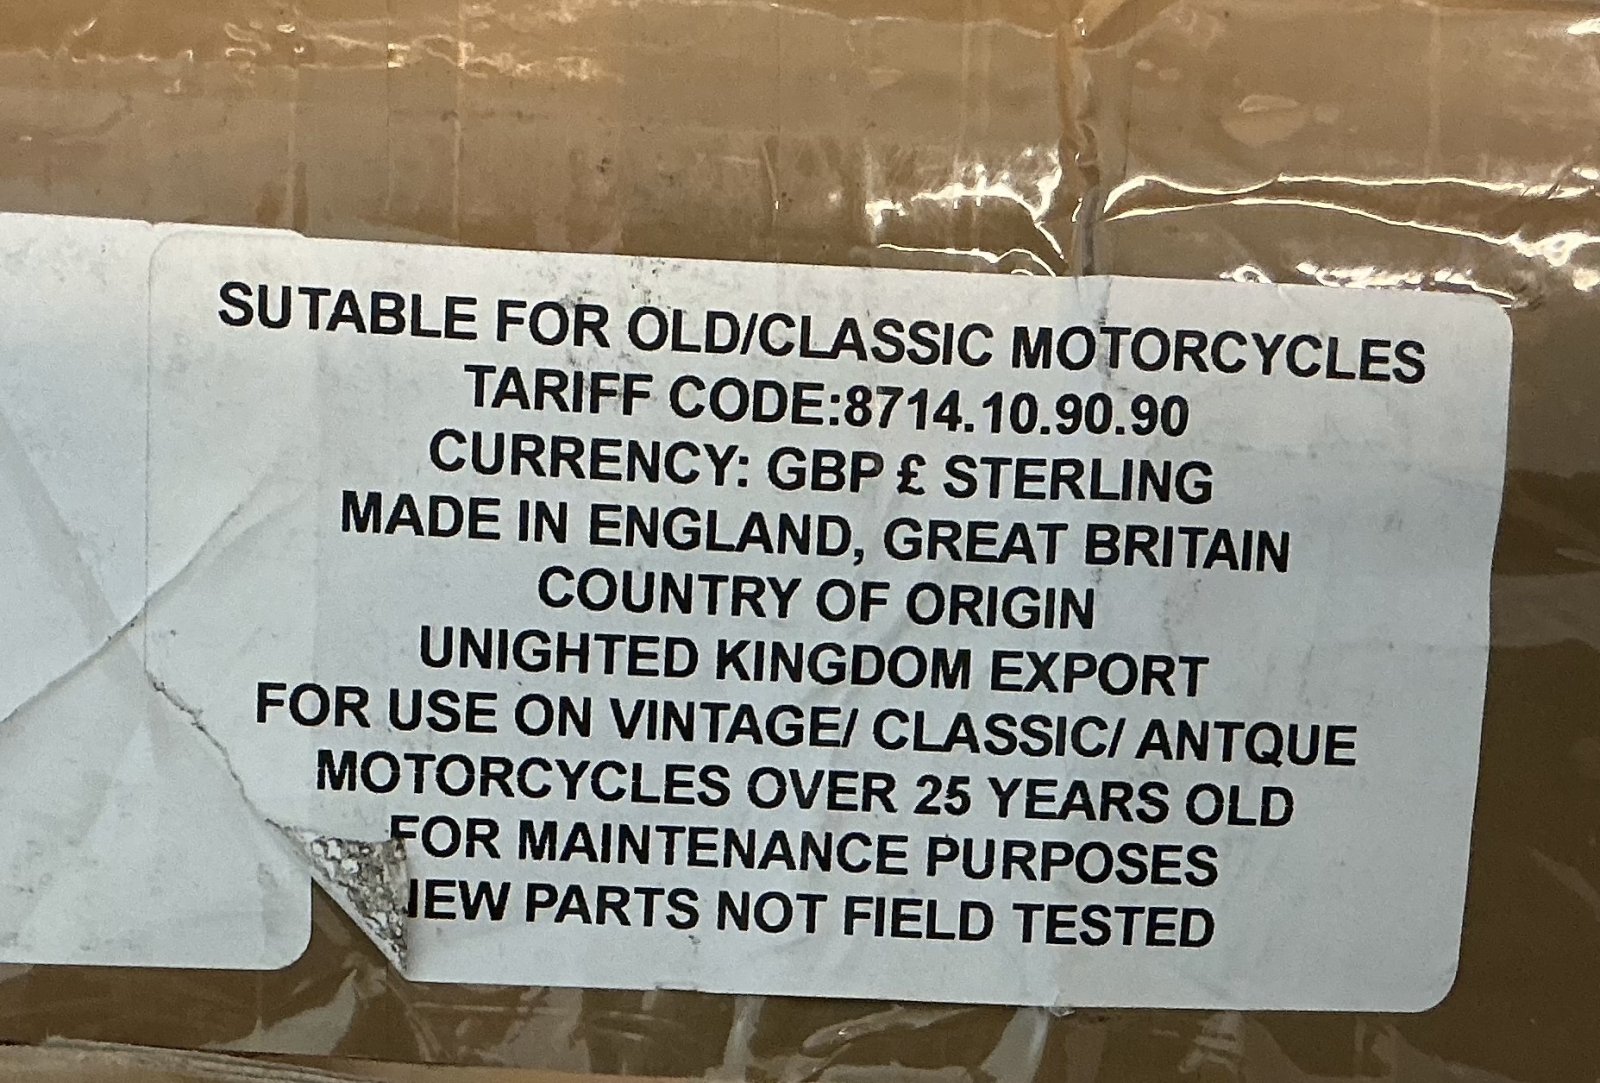 SUTABLE FOR OLD/CLASSIC MOTORCYCLES
TARIFF CODE:8714.10.90.90
CURRENCY: GBP £ STERLING
MADE IN ENGLAND, GREAT BRITAIN
COUNTRY OF ORIGIN
UNIGHTED KINGDOM EXPORT
FOR USE ON VINTAGE/ CLASSIC/ ANTQUE
MOTORCYCLES OVER 25 YEARS OLD
FOR MAINTENANCE PURPOSES
NEW PARTS NOT FIELD TESTED